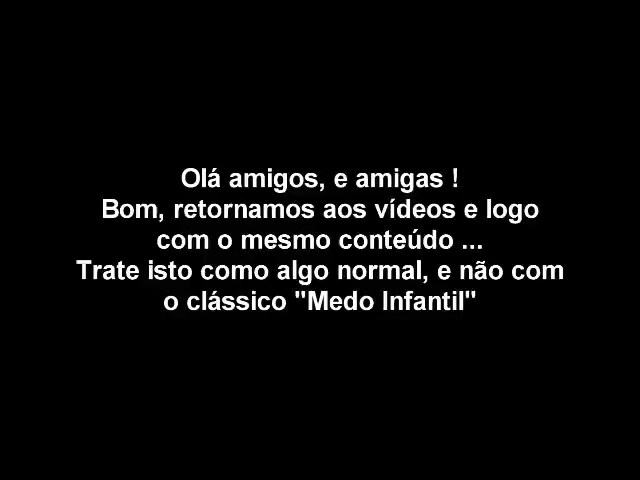 Olá amigos, e amigas !
Bom, retornamos aos vídeos e logo
com o mesmo conteúdo ...
Trate isto como algo normal, e não com
o clássico "Medo Infantil"